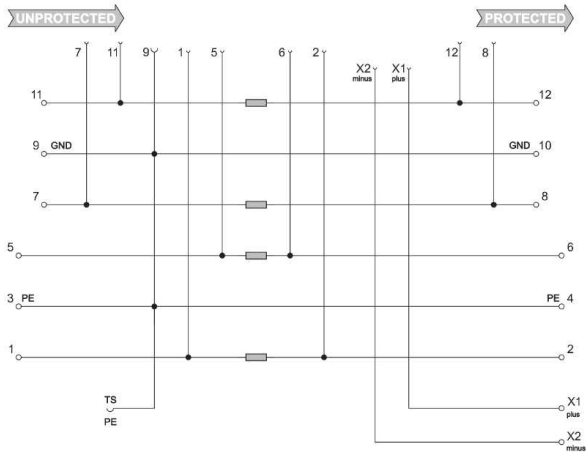 UNPROTECTED PROTECTED
7 11 9 1 5 6 2 12 8
X2 X1
minus plus
11 12
9 GND GND 10
7 8
5 6
3 PE PE 4
1 2
TS
PE
X1
plus
X2
minus